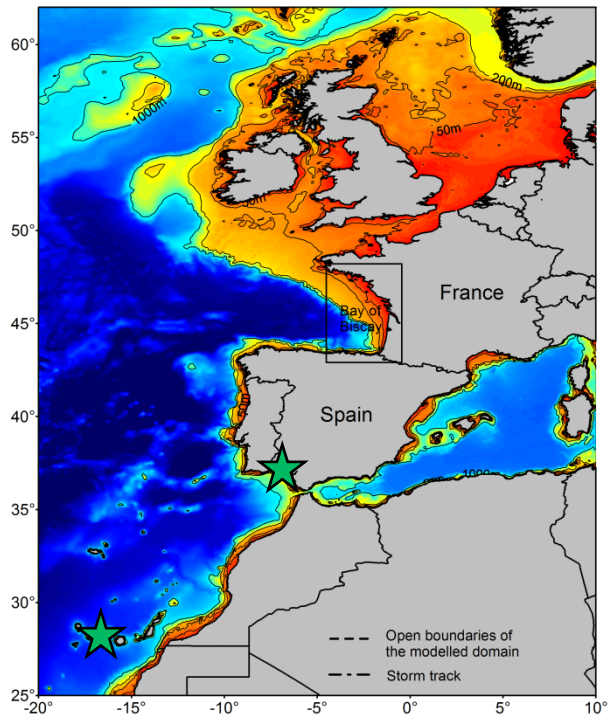 60°
200m
1000m
50m
55°
50°
France
Bay of
Biscay
45°
Spain
40°
1000m
35°
30°
Open boundaries of
the modelled domain
Storm track
25°
-20 -15 -10 -5 0 5 10°